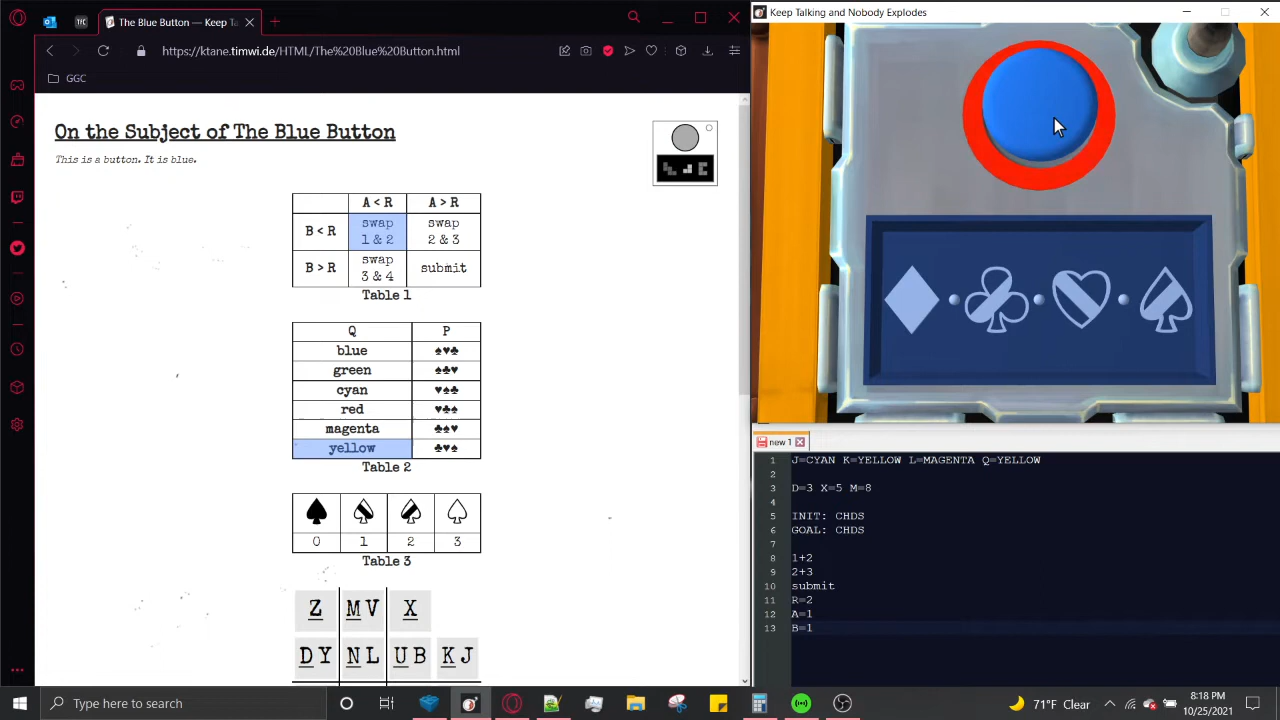 The Blue Button — Keep Ta
Keep Talking and Nobody Explodes
https://ktane.timwi.de/HTML/The%20Blue%20Button.html
GGC
On the Subject of The Blue Button
This is a button. It is blue.
A < R A > R
B < R swap 1 & 2 swap 2 & 3
B > R swap 3 & 4 submit
Table 1
Q P
blue ♠♥♣
green ♠♣♥
cyan ♥♠♣
red ♥♣♠
magenta ♣♠♥
yellow ♣♥♠
Table 2
0 1 2 3
Table 3
Z MV X
DY NL UB KJ
new 1
1 J=CYAN K=YELLOW L=MAGENTA Q=YELLOW
2
3 D=3 X=5 M=8
4
5 INIT: CHDS
6 GOAL: CHDS
7
8 1+2
9 2+3
10 submit
11 R=2
12 A=1
13 B=1
Type here to search
71°F Clear
8:18 PM
10/25/2021